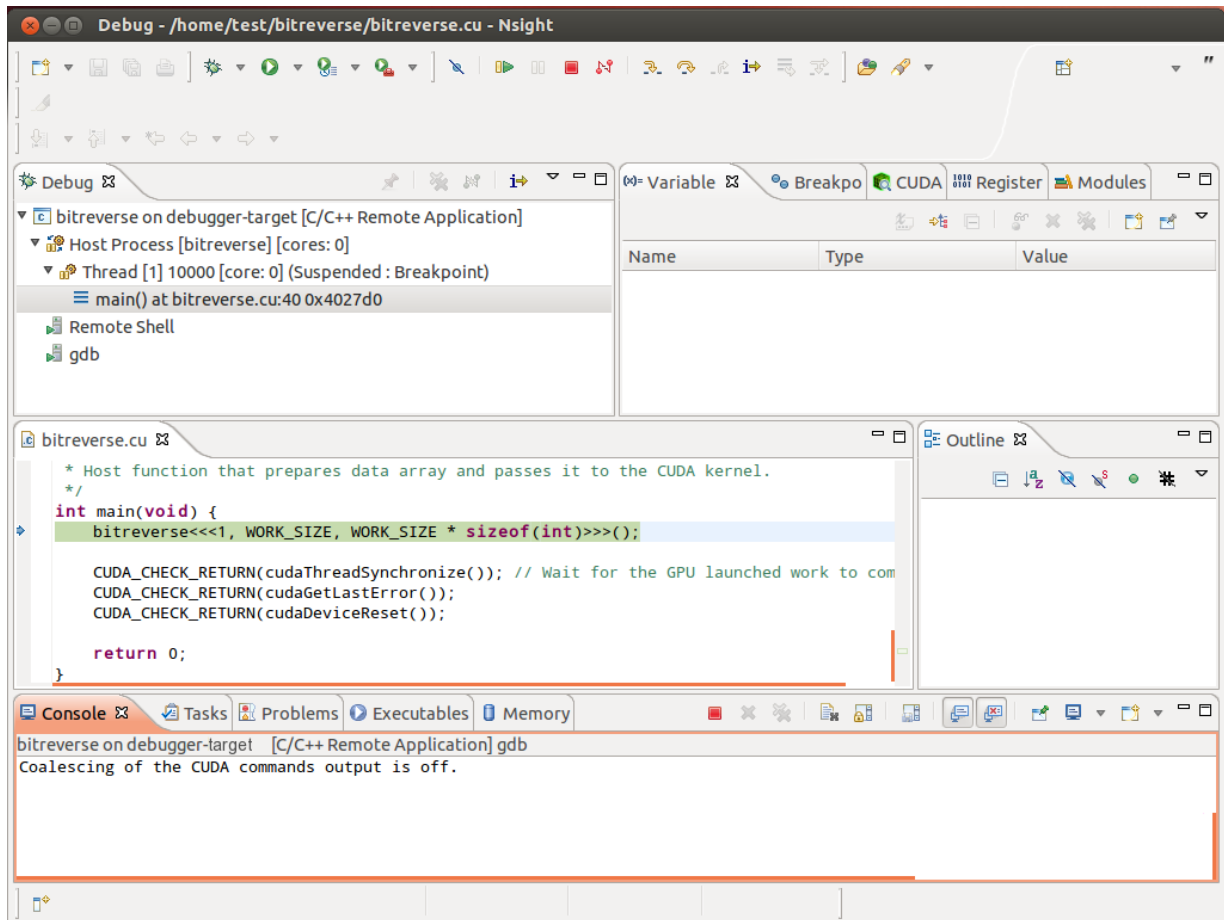 Debug - /home/test/bitreverse/bitreverse.cu - Nsight
Debug
Variable
Breakpo
CUDA
Register
Modules
bitreverse on debugger-target [C/C++ Remote Application]
Host Process [bitreverse] [cores: 0]
Thread [1] 10000 [core: 0] (Suspended : Breakpoint)
main() at bitreverse.cu:40 0x4027d0
Remote Shell
gdb
Name Type Value
bitreverse.cu
* Host function that prepares data array and passes it to the CUDA kernel.
*/
int main(void) {
bitreverse<<<1, WORK_SIZE, WORK_SIZE * sizeof(int)>>>();
CUDA_CHECK_RETURN(cudaThreadSynchronize()); // Wait for the GPU launched work to com
CUDA_CHECK_RETURN(cudaGetLastError());
CUDA_CHECK_RETURN(cudaDeviceReset());
return 0;
}
Outline
Console
Tasks
Problems
Executables
Memory
bitreverse on debugger-target [C/C++ Remote Application] gdb
Coalescing of the CUDA commands output is off.